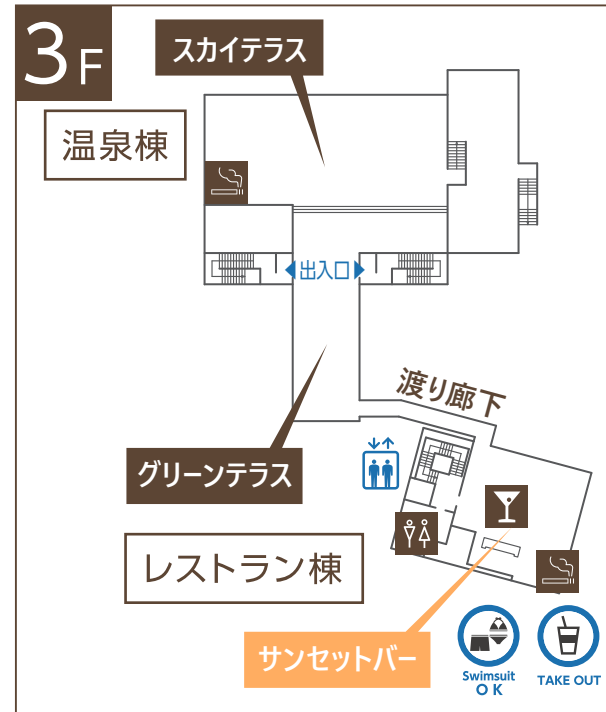 3F
スカイテラス
温泉棟
出入口
渡り廊下
グリーンテラス
レストラン棟
サンセットバー
Swimsuit
OK
TAKE OUT